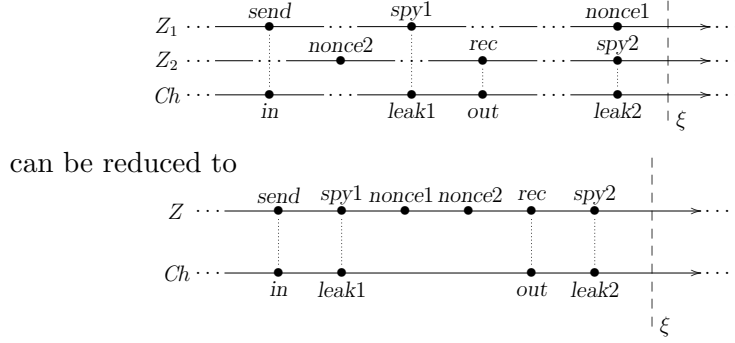 send spy1 nonce1
Z₁ ··· ··· ··· ···
nonce2 rec spy2
Z₂ ··· ··· ··· ··· ···
Ch ··· ··· ··· ···
in leak1 out leak2 ξ
can be reduced to
send spy1 nonce1 nonce2 rec spy2
Z ··· ···
Ch ··· ···
in leak1 out leak2
ξ